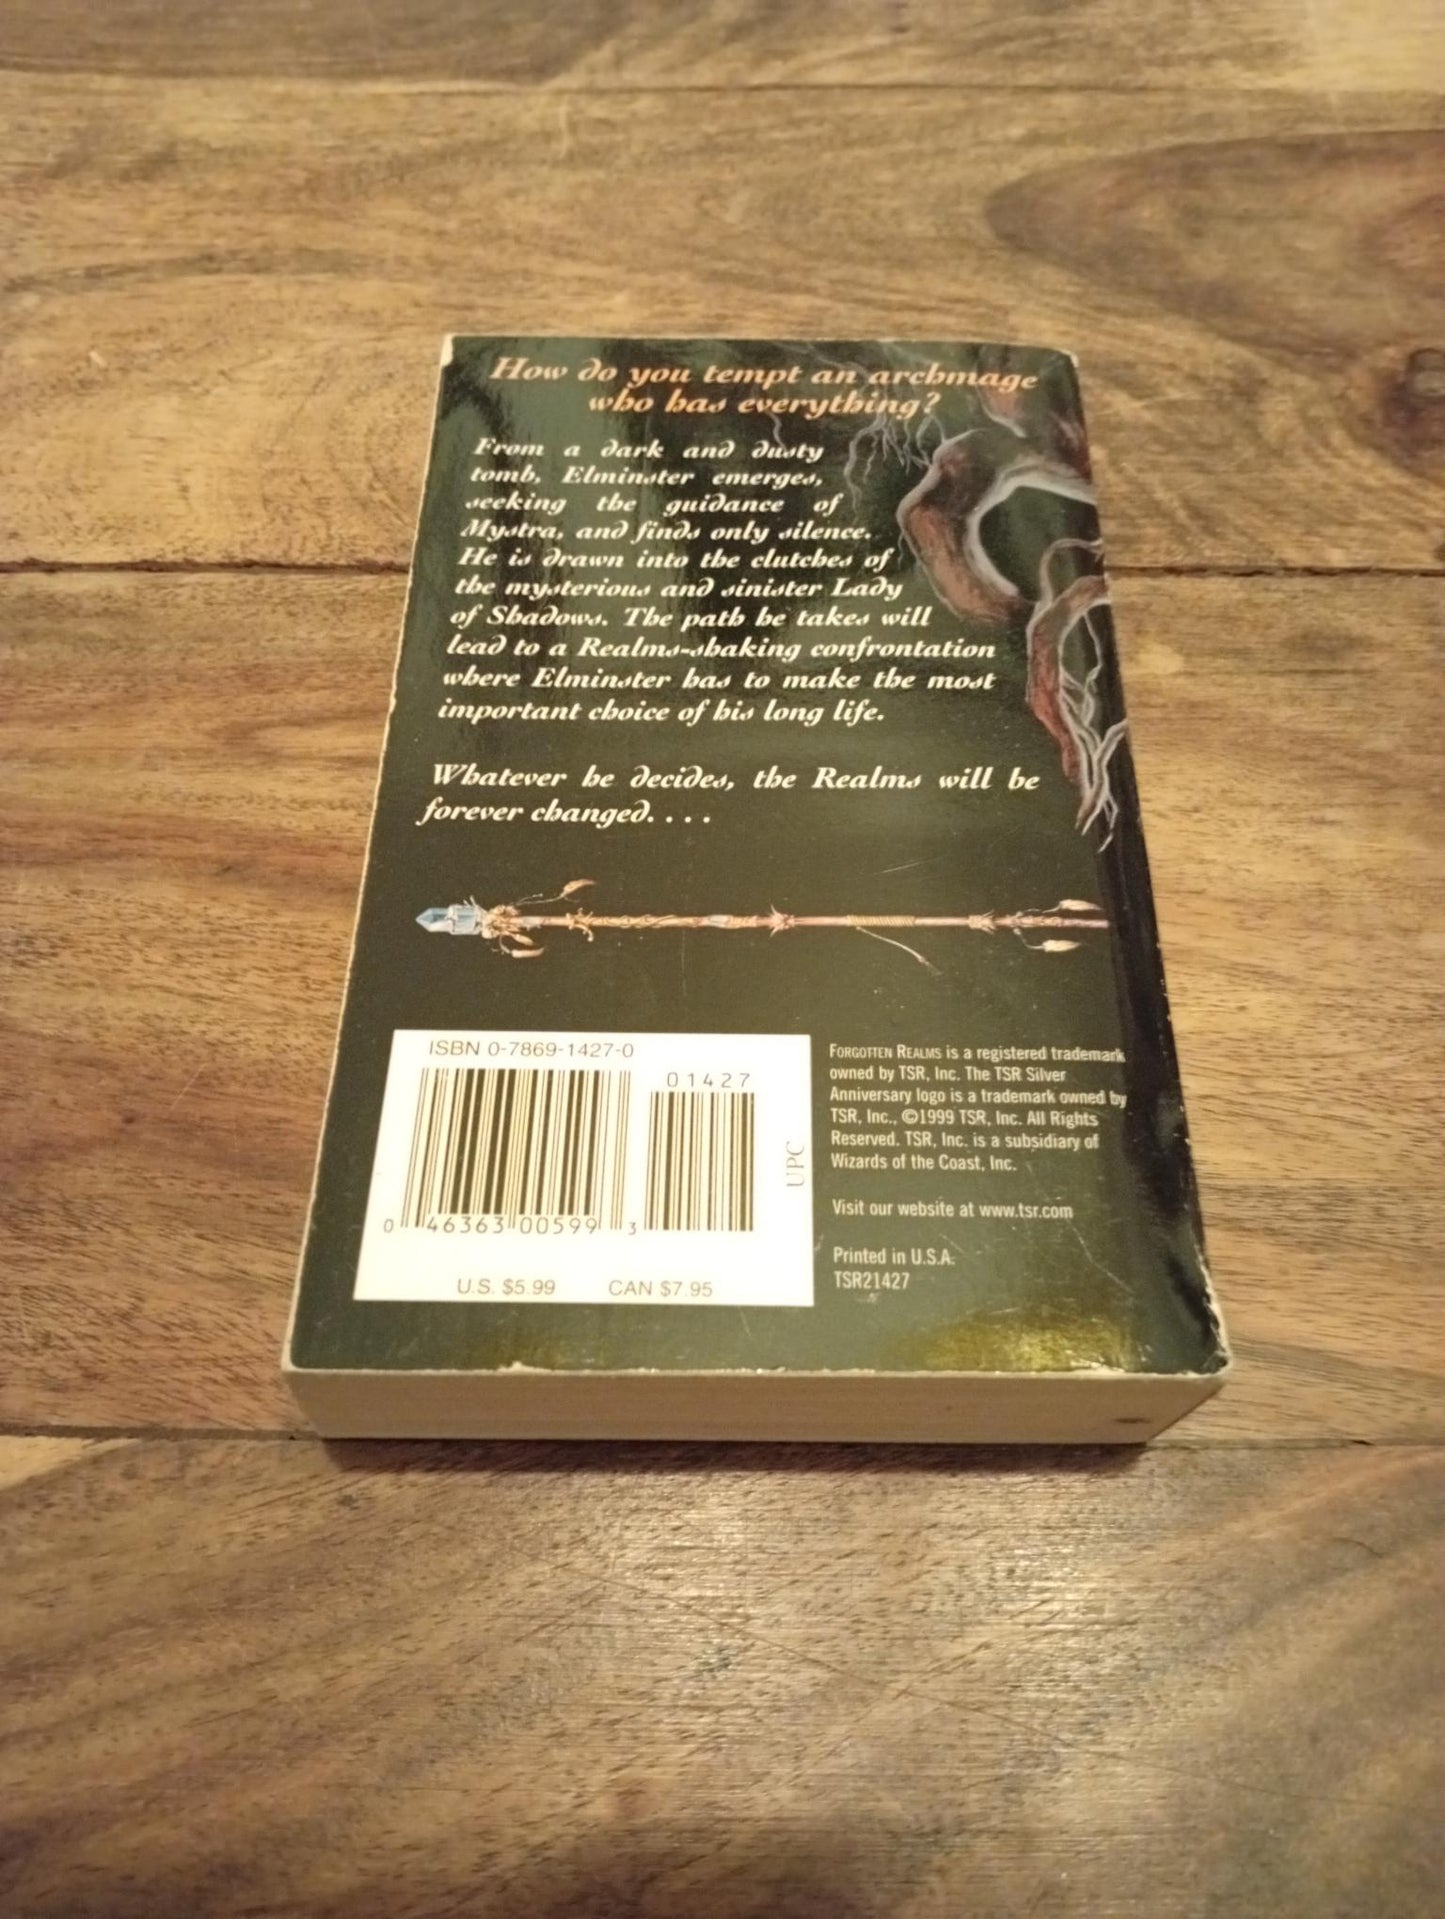 How do you tempt an archmage
who has everything?
From a dark and dusty
tomb, Elminster emerges,
seeking the guidance of
Mystra, and finds only silence.
He is drawn into the clutches of
the mysterious and sinister Lady
of Shadows. The path he takes will
lead to a Realms-shaking confrontation
where Elminster has to make the most
important choice of his long life.
Whatever he decides, the Realms will be
forever changed. . . .
ISBN 0-7869-1427-0
01427
UPC
0 46363 00599 3
U.S. $5.99 CAN $7.95
FORGOTTEN REALMS is a registered trademark
owned by TSR, Inc. The TSR Silver
Anniversary logo is a trademark owned by
TSR, Inc., ©1999 TSR, Inc. All Rights
Reserved. TSR, Inc. is a subsidiary of
Wizards of the Coast, Inc.
Visit our website at www.tsr.com
Printed in U.S.A.
TSR21427